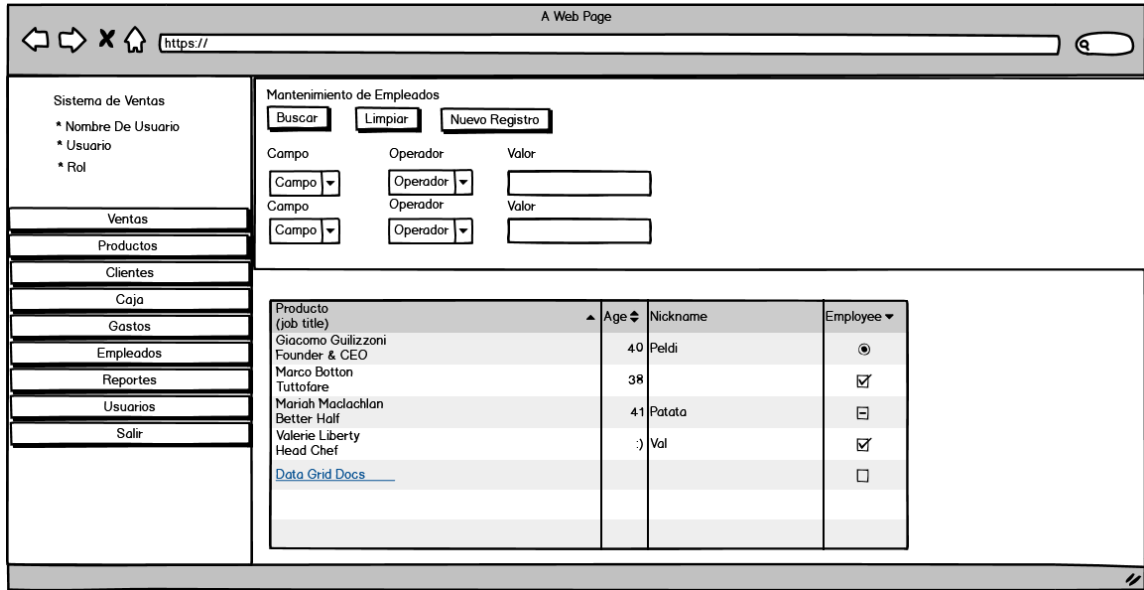 A Web Page
https://
Sistema de Ventas
* Nombre De Usuario
* Usuario
* Rol
Ventas
Productos
Clientes
Caja
Gastos
Empleados
Reportes
Usuarios
Salir
Mantenimiento de Empleados
Buscar Limpiar Nuevo Registro
Campo Operador Valor
Campo Operador
Campo Operador Valor
Campo Operador
Producto
(job title) Age Nickname Employee
Giacomo Guilizzoni
Founder & CEO 40 Peldi
Marco Botton
Tuttofare 38
Mariah Maclachlan
Better Half 41 Patata
Valerie Liberty
Head Chef :) Val
Data Grid Docs